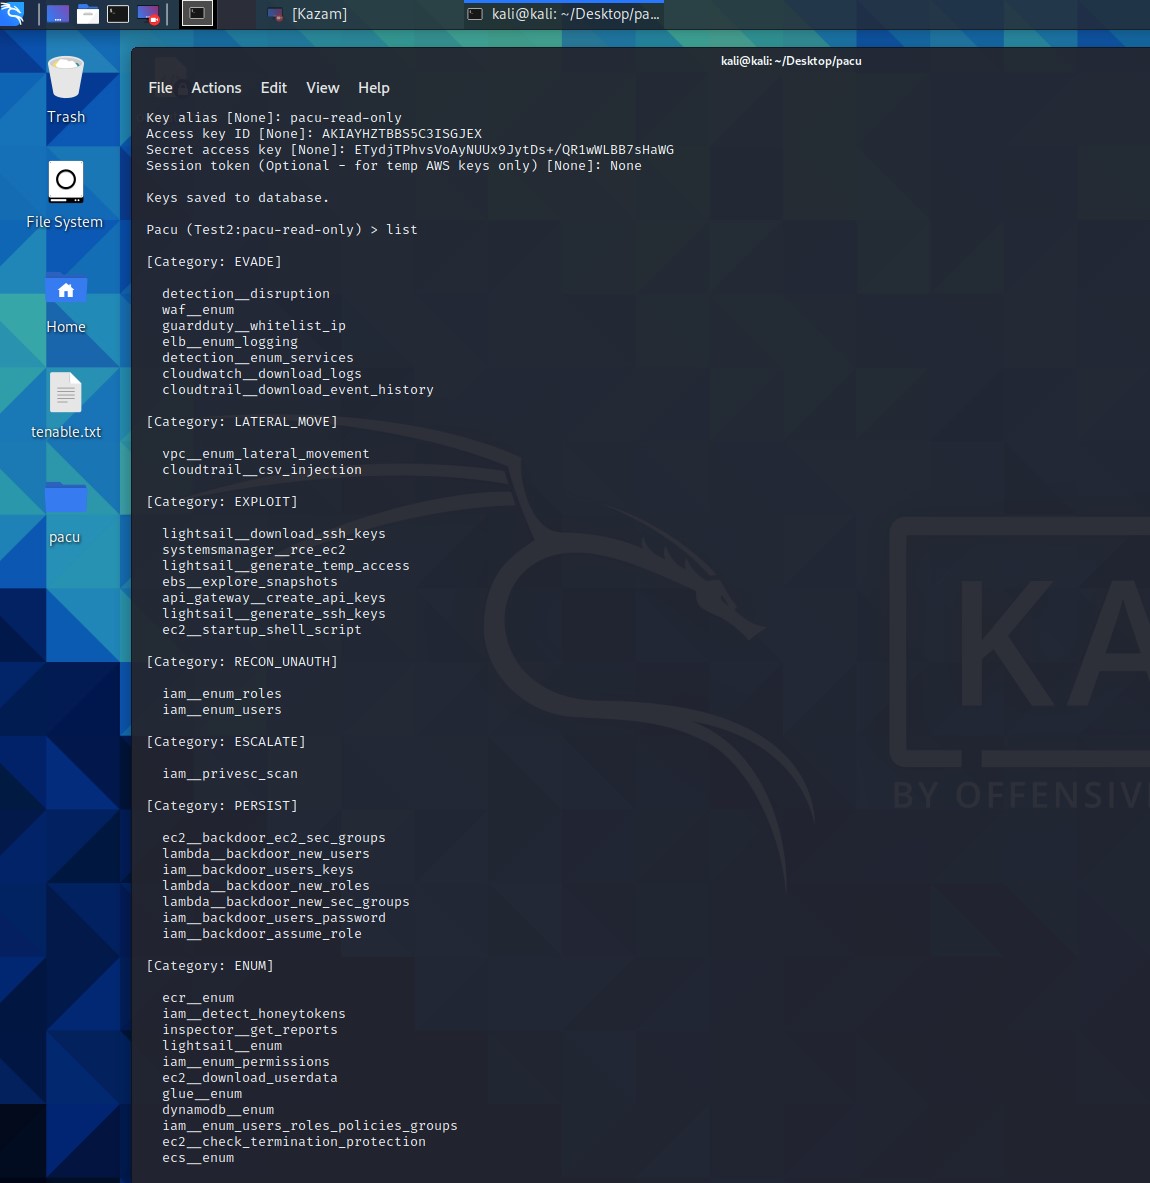 [Kazam]
kali@kali: ~/Desktop/pa...
kali@kali: ~/Desktop/pacu
File Actions Edit View Help
Trash
File System
Home
tenable.txt
pacu
Key alias [None]: pacu-read-only
Access key ID [None]: AKIAYHZTBBS5C3ISGJEX
Secret access key [None]: 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
Session token (Optional - for temp AWS keys only) [None]: None
Keys saved to database.
Pacu (Test2:pacu-read-only) > list
[Category: EVADE]
detection__disruption
waf__enum
guardduty__whitelist_ip
elb__enum_logging
detection__enum_services
cloudwatch__download_logs
cloudtrail__download_event_history
[Category: LATERAL_MOVE]
vpc__enum_lateral_movement
cloudtrail__csv_injection
[Category: EXPLOIT]
lightsail__download_ssh_keys
systemsmanager__rce_ec2
lightsail__generate_temp_access
ebs__explore_snapshots
api_gateway__create_api_keys
lightsail__generate_ssh_keys
ec2__startup_shell_script
[Category: RECON_UNAUTH]
iam__enum_roles
iam__enum_users
[Category: ESCALATE]
iam__privesc_scan
[Category: PERSIST]
ec2__backdoor_ec2_sec_groups
lambda__backdoor_new_users
iam__backdoor_users_keys
lambda__backdoor_new_roles
lambda__backdoor_new_sec_groups
iam__backdoor_users_password
iam__backdoor_assume_role
[Category: ENUM]
ecr__enum
iam__detect_honeytokens
inspector__get_reports
lightsail__enum
iam__enum_permissions
ec2__download_userdata
glue__enum
dynamodb__enum
iam__enum_users_roles_policies_groups
ec2__check_termination_protection
ecs__enum
KA
BY OFFENSIV